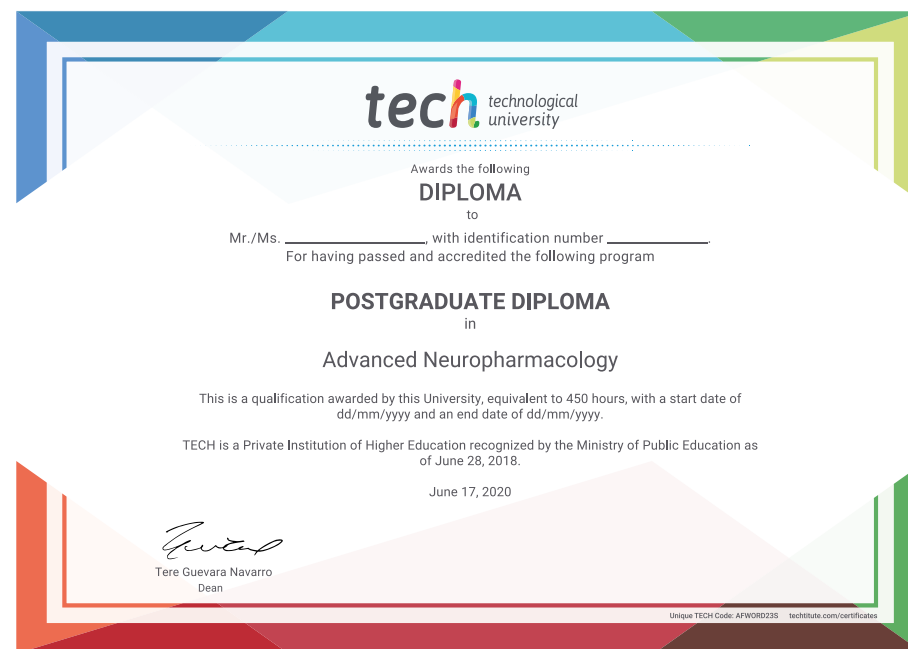 tech technological
university
Awards the following
DIPLOMA
to
Mr./Ms. ____________________, with identification number ______________.
For having passed and accredited the following program
POSTGRADUATE DIPLOMA
in
Advanced Neuropharmacology
This is a qualification awarded by this University, equivalent to 450 hours, with a start date of
dd/mm/yyyy and an end date of dd/mm/yyyy.
TECH is a Private Institution of Higher Education recognized by the Ministry of Public Education as
of June 28, 2018.
June 17, 2020
Tere Guevara Navarro
Dean
Unique TECH Code: AFWORD23S techtitute.com/certificates